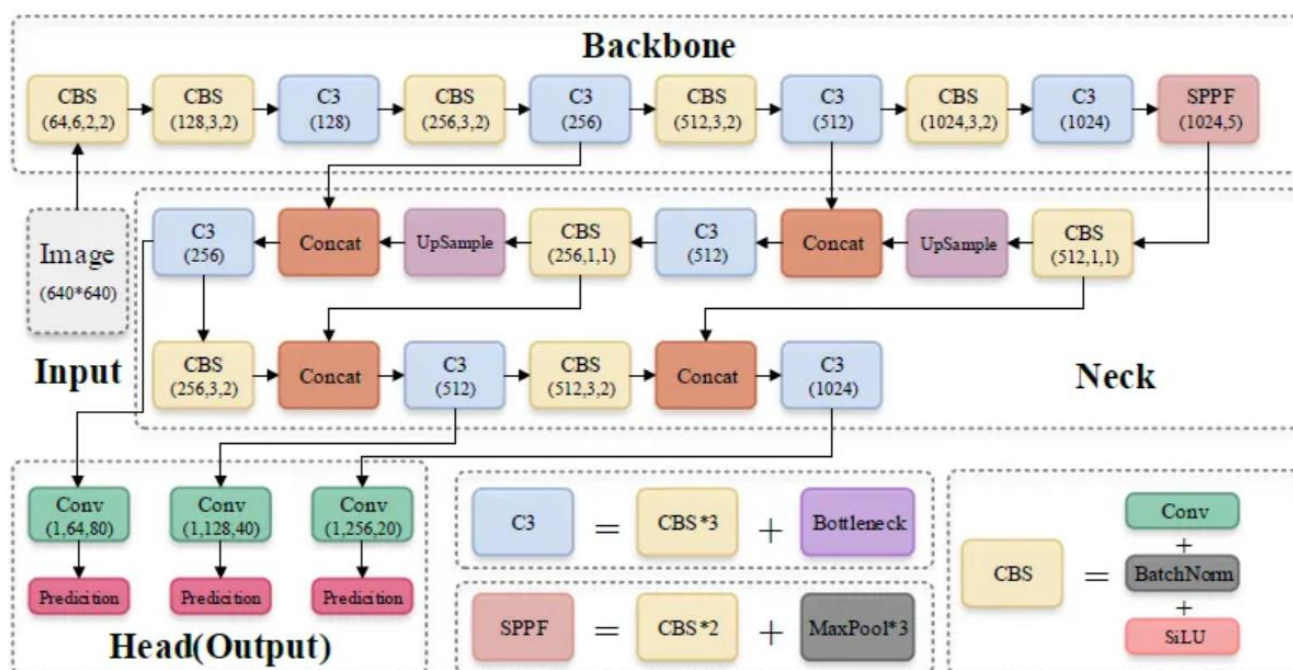 Backbone
CBS
(64,6,2,2)
CBS
(128,3,2)
C3
(128)
CBS
(256,3,2)
C3
(256)
CBS
(512,3,2)
C3
(512)
CBS
(1024,3,2)
C3
(1024)
SPPF
(1024,5)
Image
(640*640)
Input
C3
(256)
Concat
UpSample
CBS
(256,1,1)
C3
(512)
Concat
UpSample
CBS
(512,1,1)
CBS
(256,3,2)
Concat
C3
(512)
CBS
(512,3,2)
Concat
C3
(1024)
Neck
Conv
(1,64,80)
Conv
(1,128,40)
Conv
(1,256,20)
Predicition
Predicition
Predicition
Head(Output)
C3
=
CBS*3
+
Bottleneck
SPPF
=
CBS*2
+
MaxPool*3
CBS
=
Conv
+
BatchNorm
+
SiLU